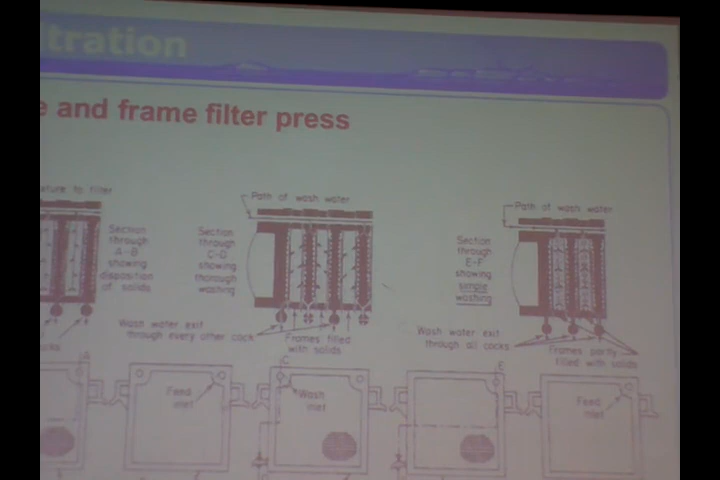 tration
e and frame filter press
ature to filter
Section
through
A-B
showing
disposition
of solids
Path of wash water
Section
through
C-D
showing
thorough
washing
Wash water exit
through every other cock
Frames filled
with solids
Path of wash water
Section
through
E-F
showing
simple
washing
Wash water exit
through all cocks
Frames partly
filled with solids
A
Feed
inlet
C
Wash
inlet
E
Feed
inlet